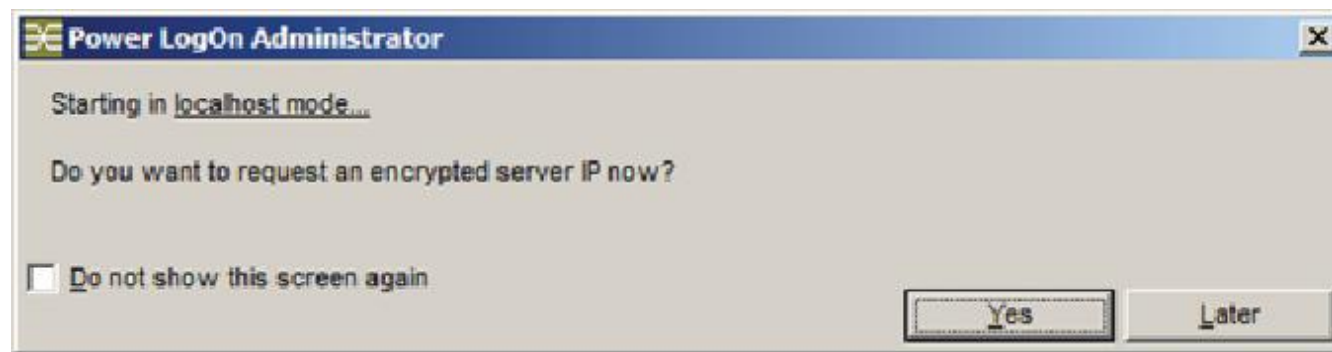 Power LogOn Administrator
Starting in localhost mode...
Do you want to request an encrypted server IP now?
Do not show this screen again
Yes
Later